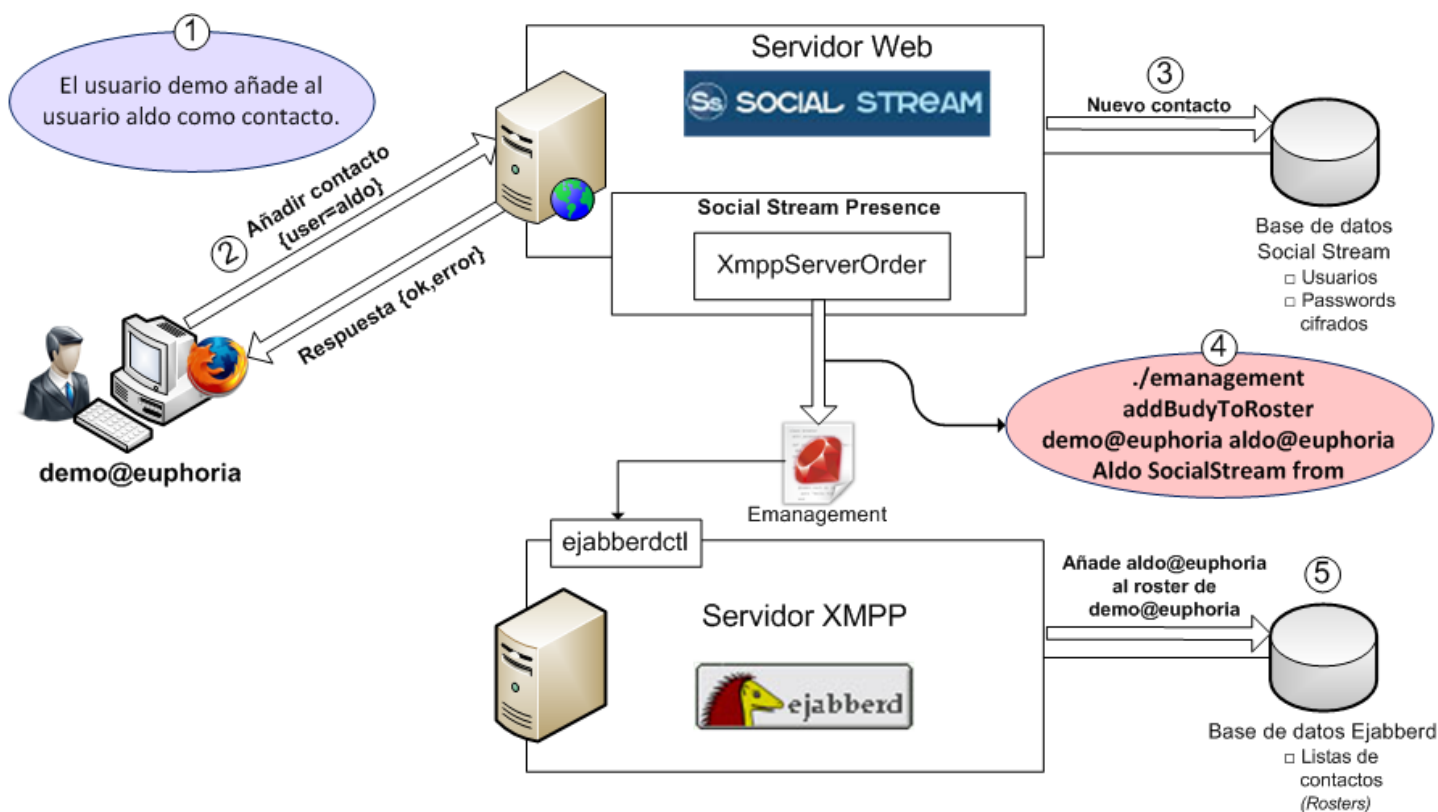 1
El usuario demo añade al
usuario aldo como contacto.
Servidor Web
Ss SOCIAL STREAM
3
Nuevo contacto
Base de datos
Social Stream
□ Usuarios
□ Passwords
cifrados
2
Añadir contacto
{user=aldo}
Respuesta {ok,error}
demo@euphoria
Social Stream Presence
XmppServerOrder
4
./emanagement
addBudyToRoster
demo@euphoria aldo@euphoria
Aldo SocialStream from
Emanagement
ejabberdctl
Servidor XMPP
ejabberd
Añade aldo@euphoria
al roster de
demo@euphoria
5
Base de datos Ejabberd
□ Listas de
contactos
(Rosters)